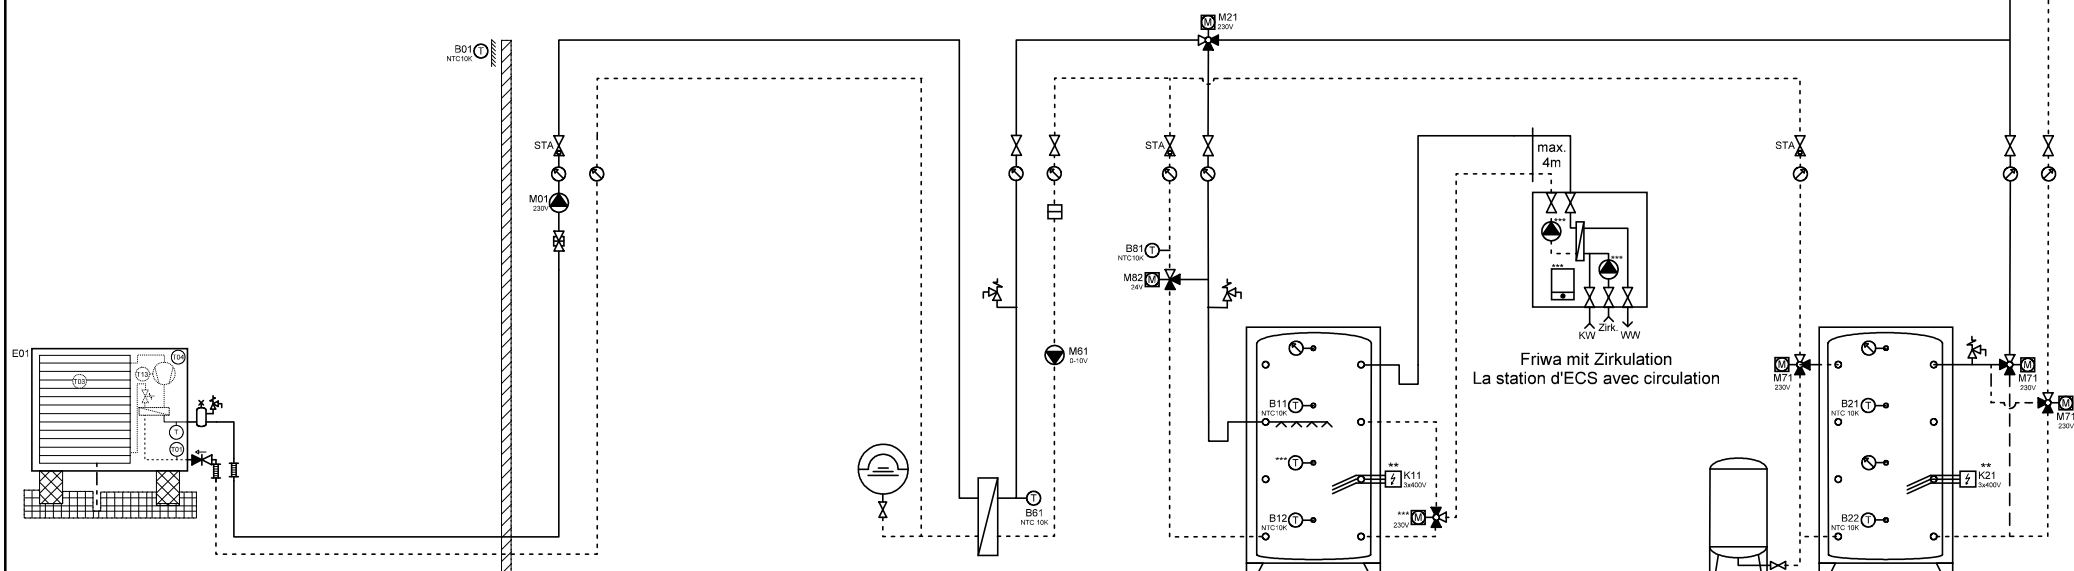 M21
230V
B01
T
NTC10K
STA
STA
STA
max.
4m
M01
230V
***
B81
T
NTC10K
***
M82
24V
***
KW
Zirk.
WW
E01
T04
T03
T13
T
T01
M61
0-10V
Friwa mit Zirkulation
La station d'ECS avec circulation
M71
230V
M71
230V
M71
230V
B11
NTC10K
T
B21
NTC 10K
T
***
T
**
K11
3x400V
**
K21
3x400V
T
B61
NTC 10K
B12
NTC10K
T
***
230V
M
B22
NTC 10K
T